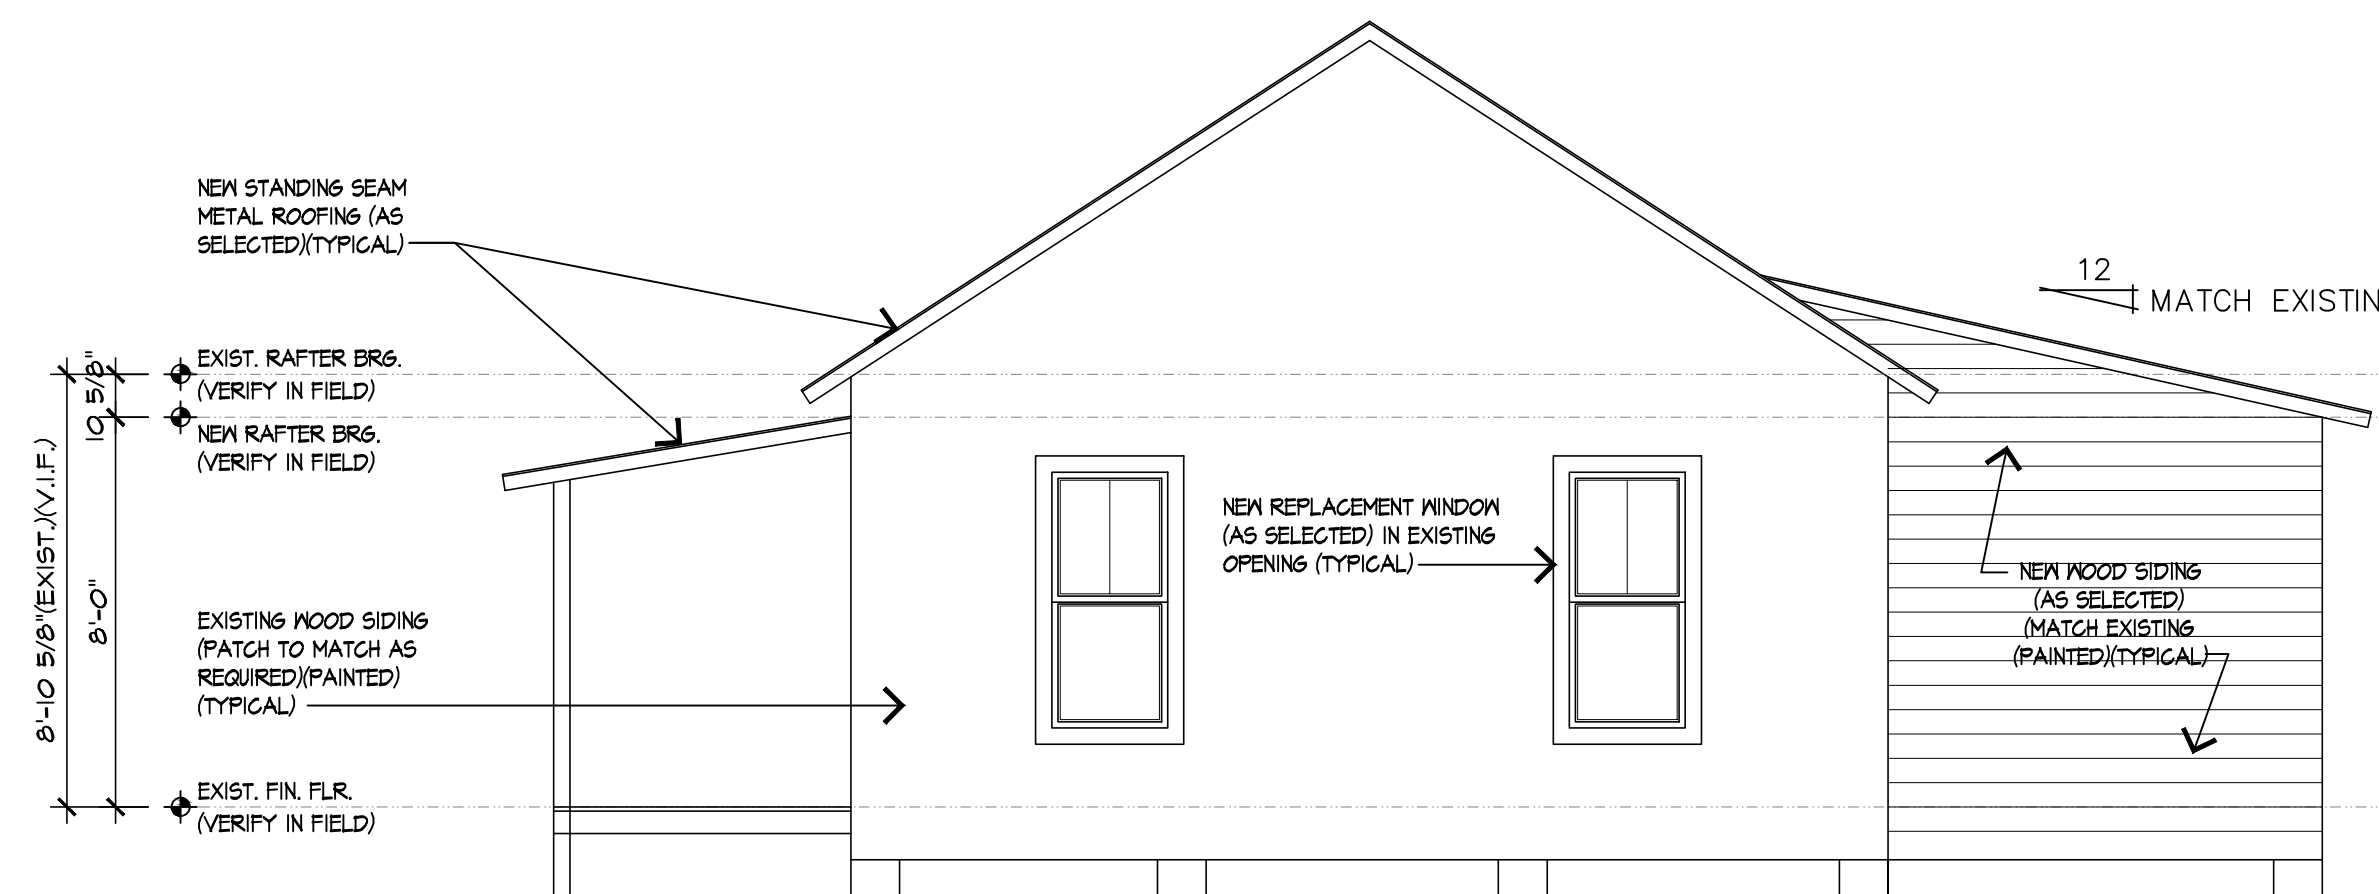 NEW STANDING SEAM
METAL ROOFING (AS
SELECTED)(TYPICAL)
12
MATCH EXISTIN
EXIST. RAFTER BRG.
(VERIFY IN FIELD)
10 5/8"
NEW RAFTER BRG.
(VERIFY IN FIELD)
8'-10 5/8"(EXIST.)(V.I.F.)
8'-0"
NEW REPLACEMENT WINDOW
(AS SELECTED) IN EXISTING
OPENING (TYPICAL)
NEW WOOD SIDING
(AS SELECTED)
(MATCH EXISTING
(PAINTED)(TYPICAL)
EXISTING WOOD SIDING
(PATCH TO MATCH AS
REQUIRED)(PAINTED)
(TYPICAL)
EXIST. FIN. FLR.
(VERIFY IN FIELD)